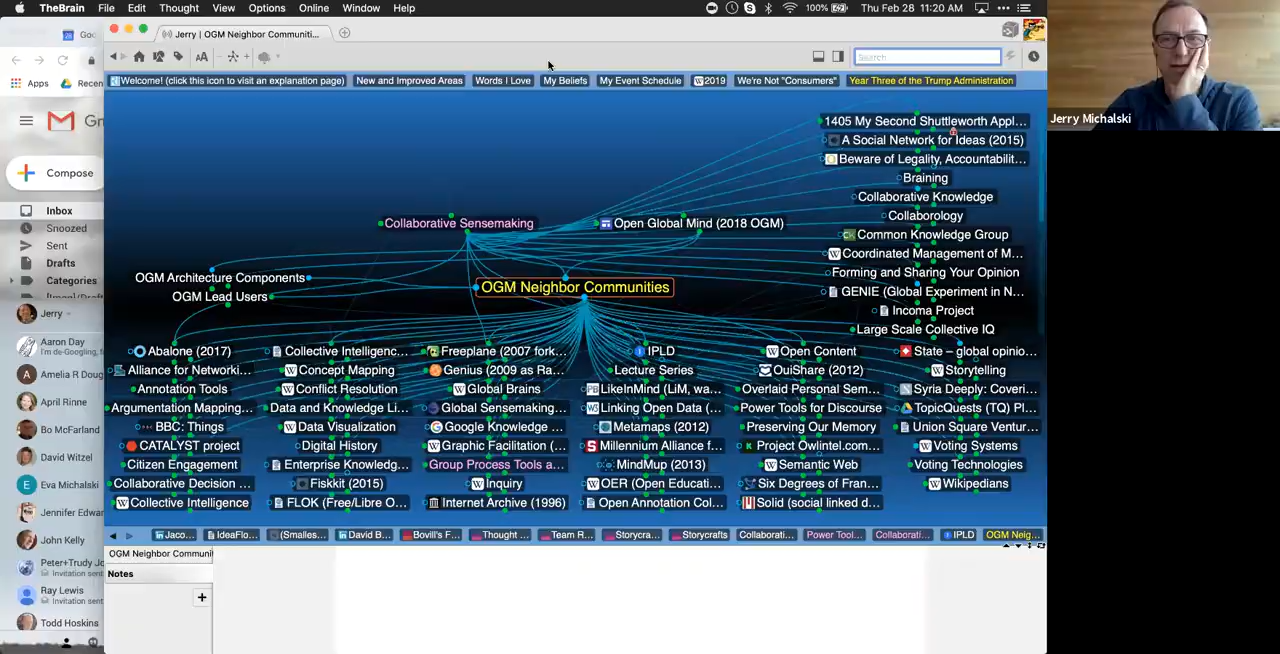 TheBrain File Edit Thought View Options Online Window Help 100% Thu Feb 28 11:20 AM
Jerry | OGM Neighbor Communiti...
Search
Apps
Welcome! (click this icon to visit an explanation page) New and Improved Areas Words I Love My Beliefs My Event Schedule 2019 We're Not "Consumers" Year Three of the Trump Administration
Compose
Inbox
Snoozed
Sent
Drafts
Categories
Jerry
Aaron Day
I'm de-Googling, fo
Amelia R Doug
April Rinne
Bo McFarland
David Witzel
Eva Michalski
Jennifer Edwar
John Kelly
Peter+Trudy Jo
Invitation sent
Ray Lewis
Invitation sent
Todd Hoskins
1405 My Second Shuttleworth Appl...
A Social Network for Ideas (2015)
Beware of Legality, Accountabilit...
Braining
Collaborative Knowledge
Collaborology
Common Knowledge Group
Coordinated Management of M...
Forming and Sharing Your Opinion
GENIE (Global Experiment in N...
Incoma Project
Large Scale Collective IQ
Collaborative Sensemaking
Open Global Mind (2018 OGM)
OGM Architecture Components
OGM Lead Users
OGM Neighbor Communities
Abalone (2017)
Alliance for Networki...
Annotation Tools
Argumentation Mapping...
BBC: Things
CATALYST project
Citizen Engagement
Collaborative Decision ...
Collective Intelligence
Collective Intelligenc...
Concept Mapping
Conflict Resolution
Data and Knowledge Li...
Data Visualization
Digital History
Enterprise Knowledg...
Fiskkit (2015)
FLOK (Free/Libre O...
Freeplane (2007 fork...
Genius (2009 as Ra...
Global Brains
Global Sensemaking...
Google Knowledge ...
Graphic Facilitation (...
Group Process Tools a...
Inquiry
Internet Archive (1996)
IPLD
Lecture Series
LikeInMind (LiM, wa...
Linking Open Data (...
Metamaps (2012)
Millennium Alliance f...
MindMup (2013)
OER (Open Educati...
Open Annotation Col...
Open Content
OuiShare (2012)
Overlaid Personal Sem...
Power Tools for Discourse
Preserving Our Memory
Project Owlintel.com...
Semantic Web
Six Degrees of Fran...
Solid (social linked d...
State – global opinio...
Storytelling
Syria Deeply: Coveri...
TopicQuests (TQ) Pl...
Union Square Ventur...
Voting Systems
Voting Technologies
Wikipedians
Jaco... IdeaFlo... (Smalles... David B... Bovill's F... Thought ... Team R... Storycra... Storycrafts Collaborati... Power Tool... Collaborati... IPLD OGM Neig...
OGM Neighbor Communit
Notes
Jerry Michalski